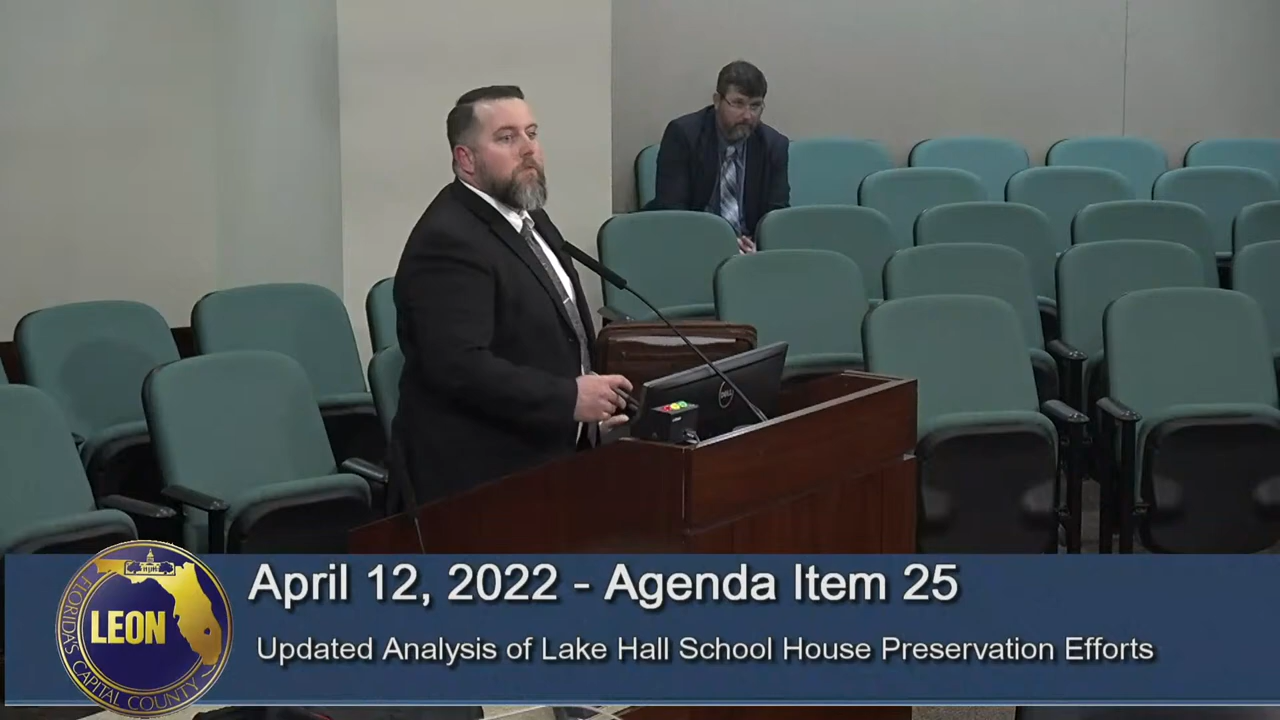 April 12, 2022 - Agenda Item 25
Updated Analysis of Lake Hall School House Preservation Efforts
LEON
FLORIDA'S CAPITAL COUNTY
DELL